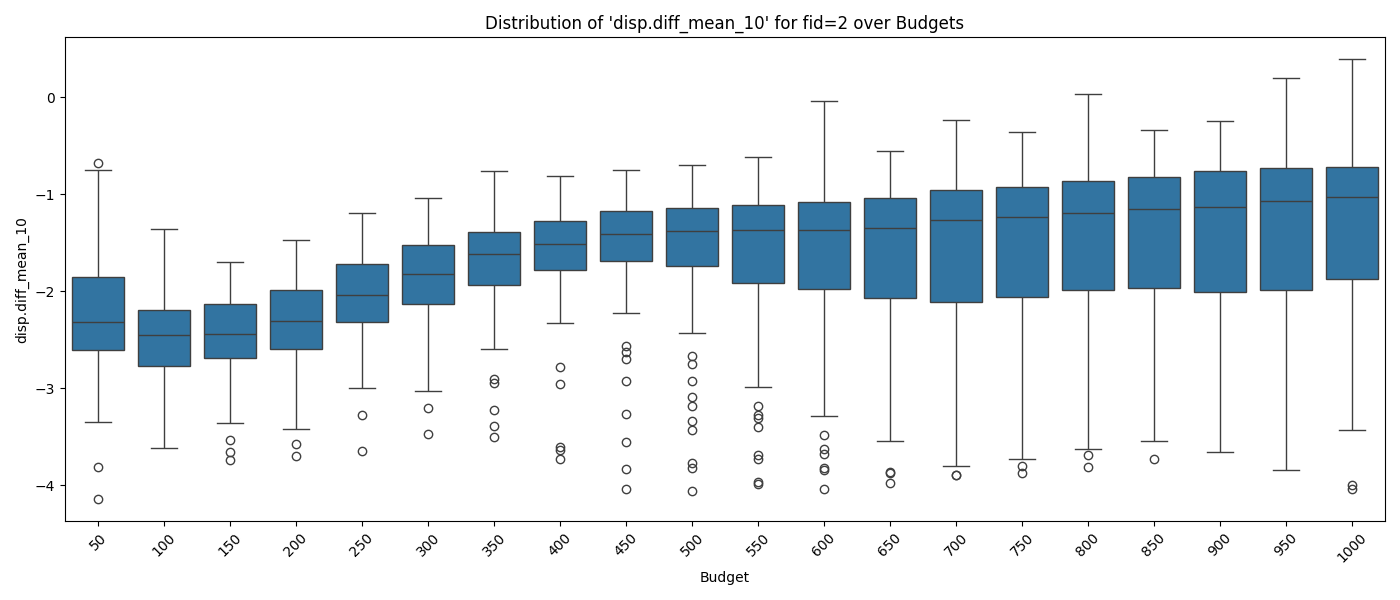 Distribution of 'disp.diff_mean_10' for fid=2 over Budgets
disp.diff_mean_10
0
−1
−2
−3
−4
50 100 150 200 250 300 350 400 450 500 550 600 650 700 750 800 850 900 950 1000
Budget